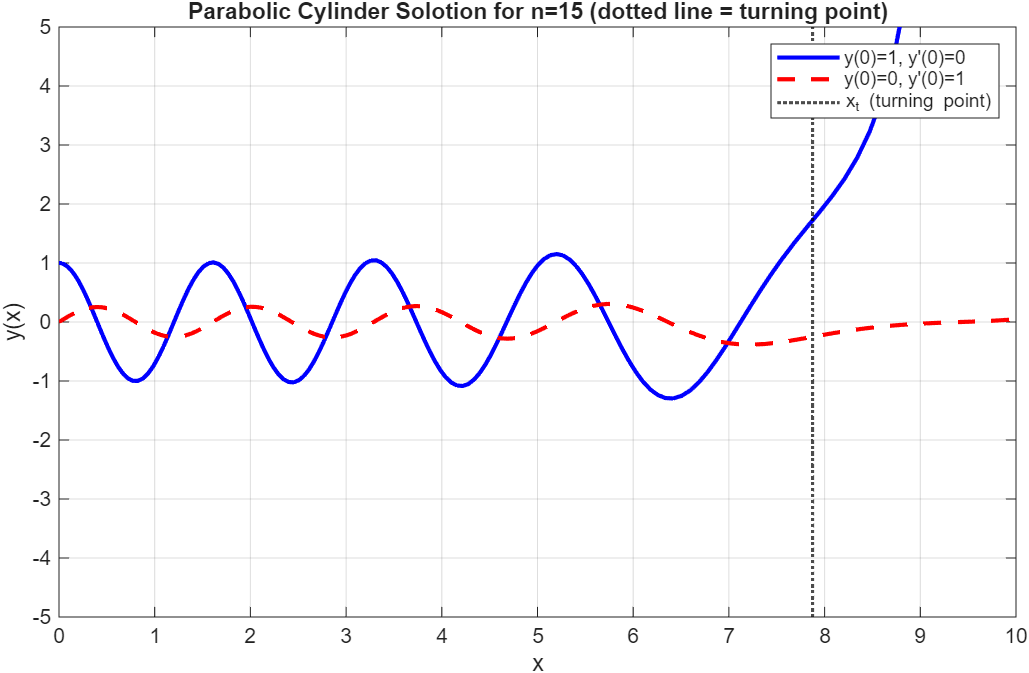 Parabolic Cylinder Solotion for n=15 (dotted line = turning point)
5
4
3
2
1
0
-1
-2
-3
-4
-5
y(x)
y(0)=1, y'(0)=0
y(0)=0, y'(0)=1
xt (turning point)
0 1 2 3 4 5 6 7 8 9 10
x